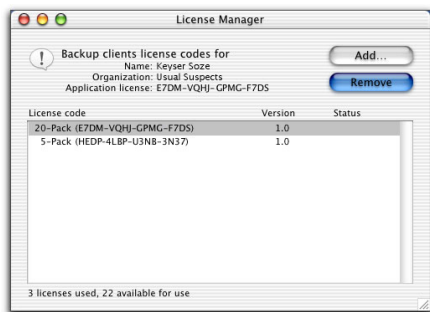 License Manager
Backup clients license codes for
Name: Keyser Soze
Organization: Usual Suspects
Application license: E7DM-VQHJ-GPMG-F7DS
Add...
Remove
License code Version Status
20-Pack (E7DM-VQHJ-GPMG-F7DS) 1.0
5-Pack (HEDP-4LBP-U3NB-3N37) 1.0
3 licenses used, 22 available for use